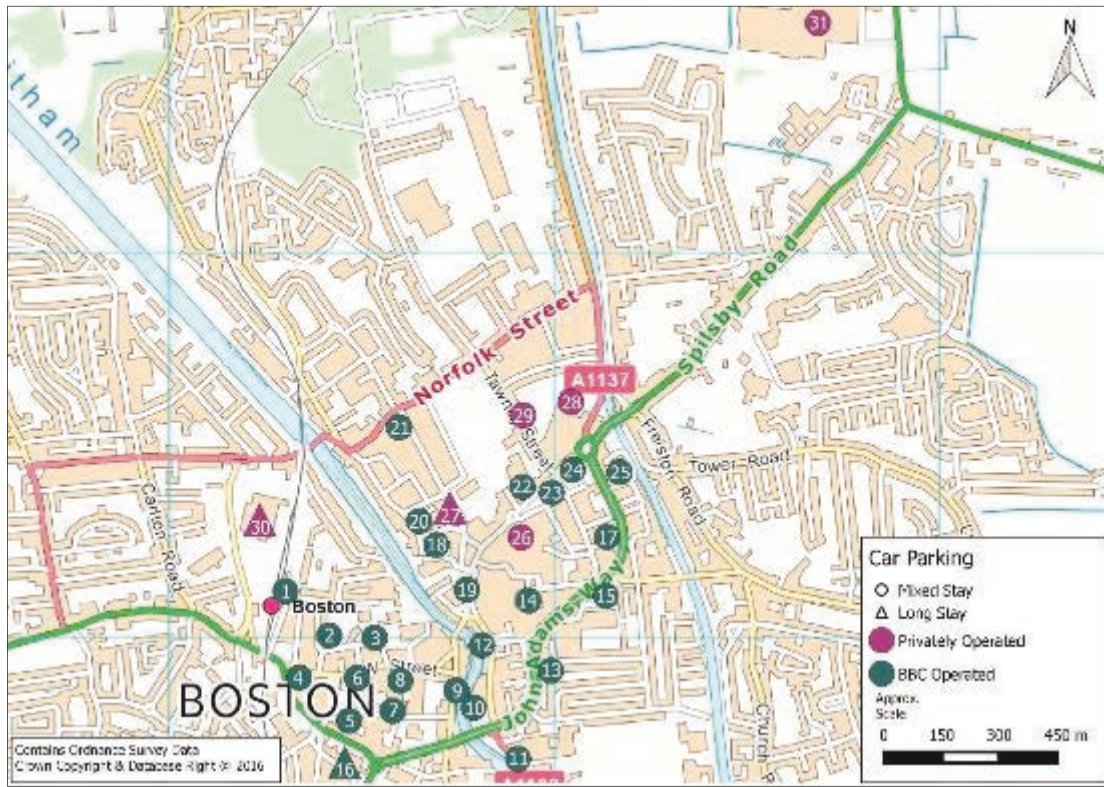 31
N
itham
Spilsby Road
Norfolk Street
A1137
28
29
Street
21
Freiston Road
Tower Road
24
25
22
23
27
20
18
26
17
30
Carlton Road
Car Parking
Mixed Stay
Long Stay
Privately Operated
BBC Operated
Approx.
Scale
0 150 300 450 m
1
Boston
19
14
15
John Adams Way
2
3
12
Street
13
4
6
8
9
BOSTON
5
7
10
11
16
Church R
Contains Ordnance Survey Data
Crown Copyright & Database Right © 2016